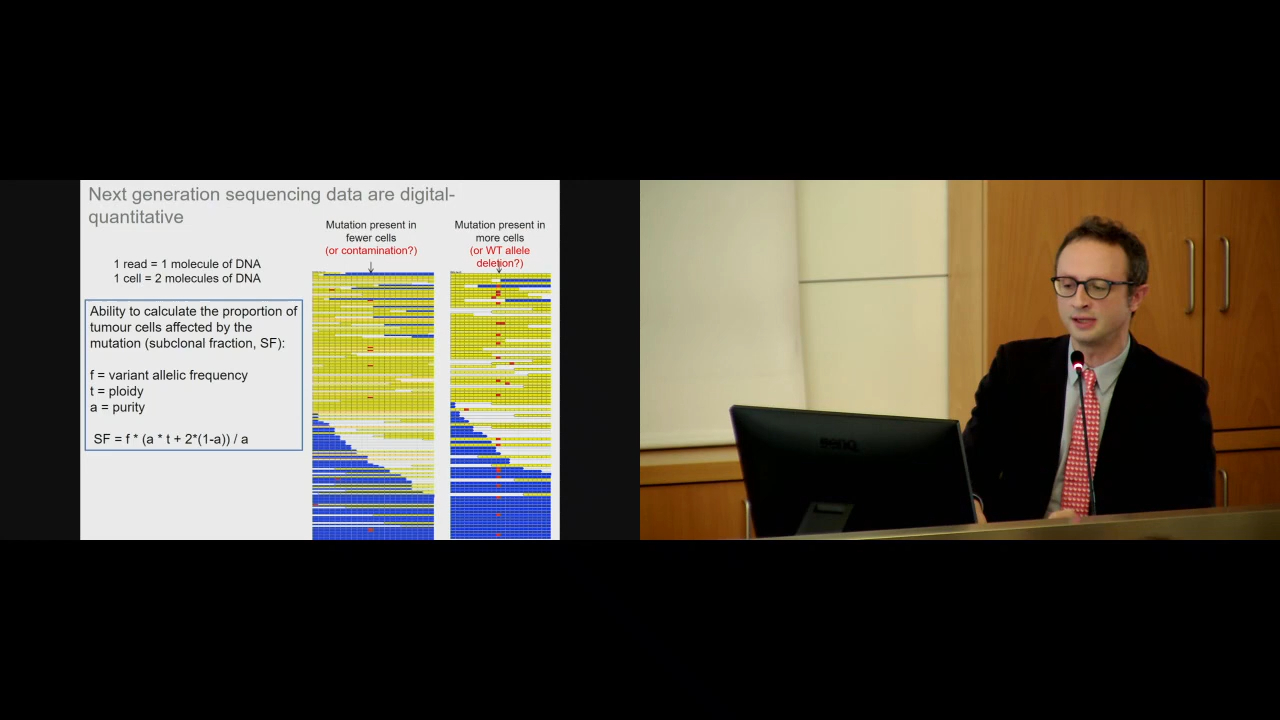 Next generation sequencing data are digital-
quantitative
1 read = 1 molecule of DNA
1 cell = 2 molecules of DNA
Ability to calculate the proportion of
tumour cells affected by the
mutation (subclonal fraction, SF):
f = variant allelic frequency
t = ploidy
a = purity
SF = f * (a * t + 2*(1-a)) / a
Mutation present in
fewer cells
(or contamination?)
Mutation present in
more cells
(or WT allele
deletion?)
BenQ